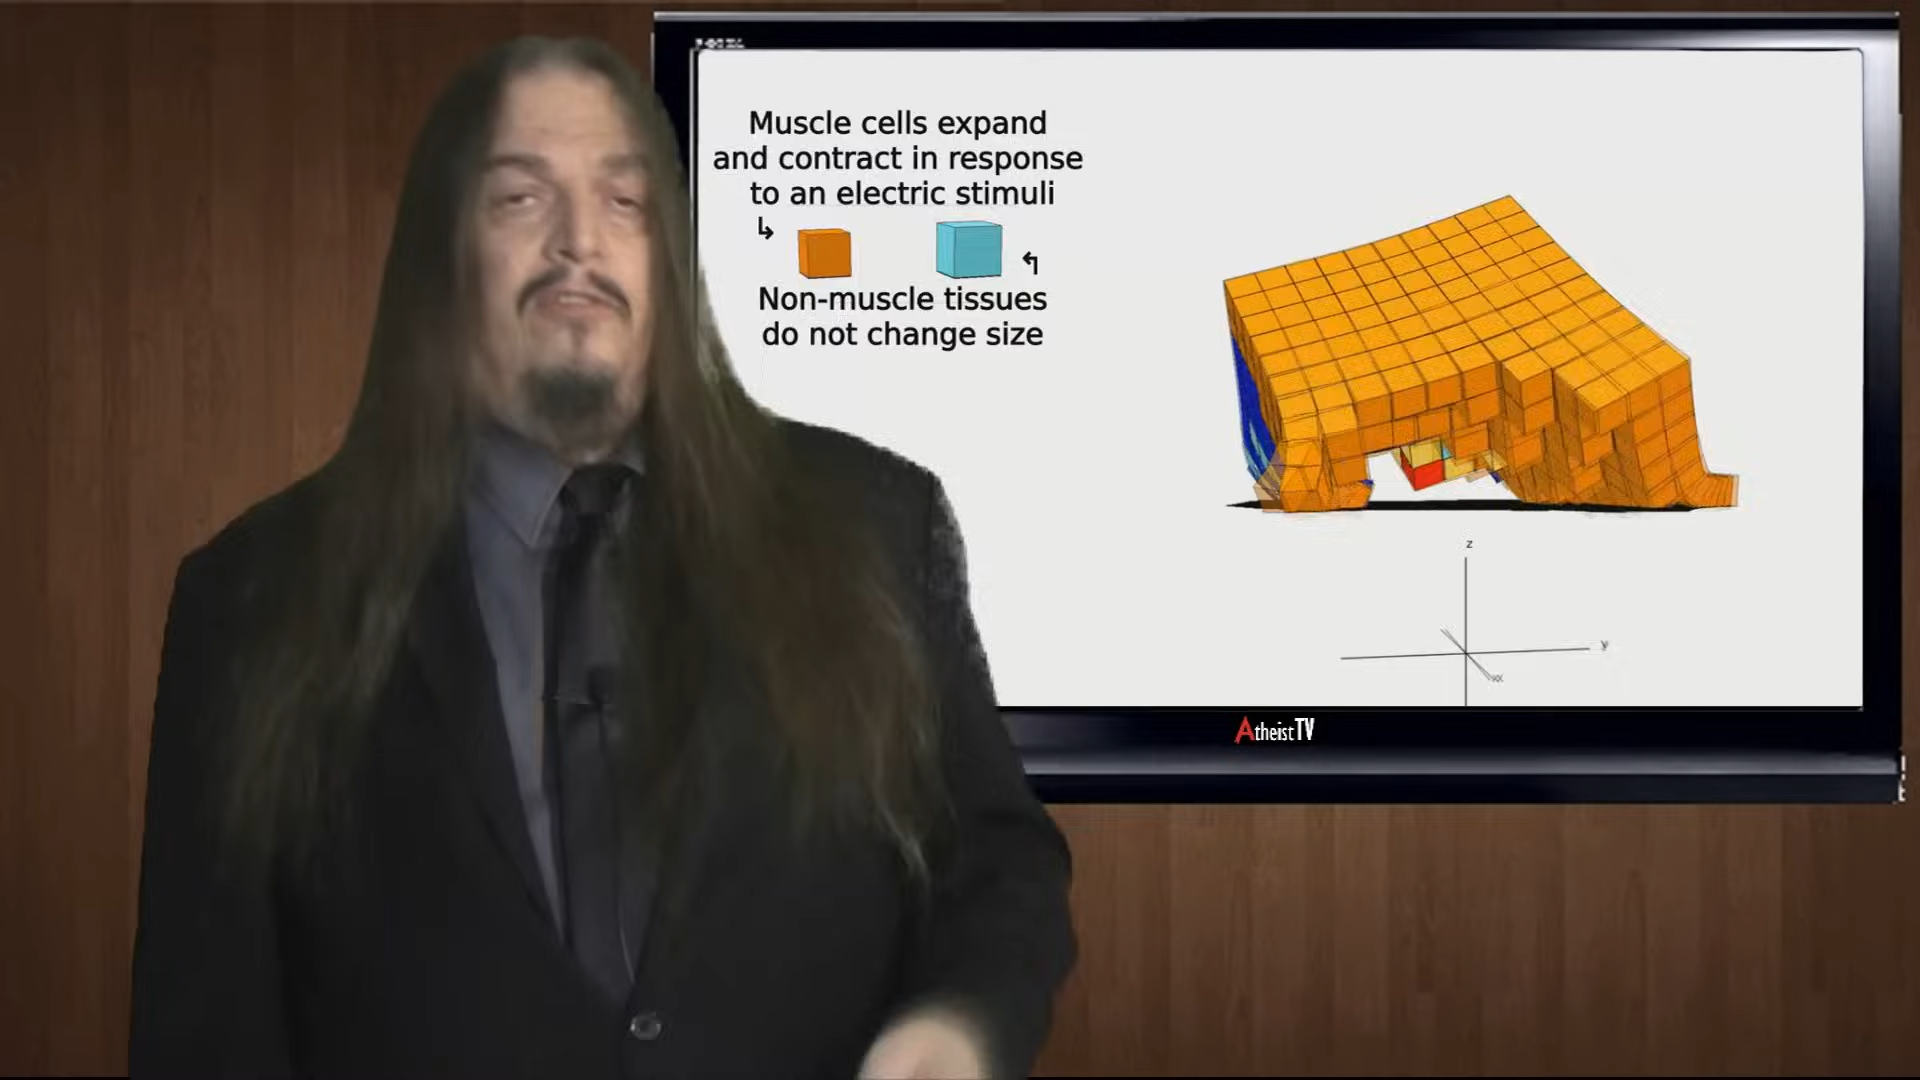 Muscle cells expand
and contract in response
to an electric stimuli
Non-muscle tissues
do not change size
z
y
AtheistTV